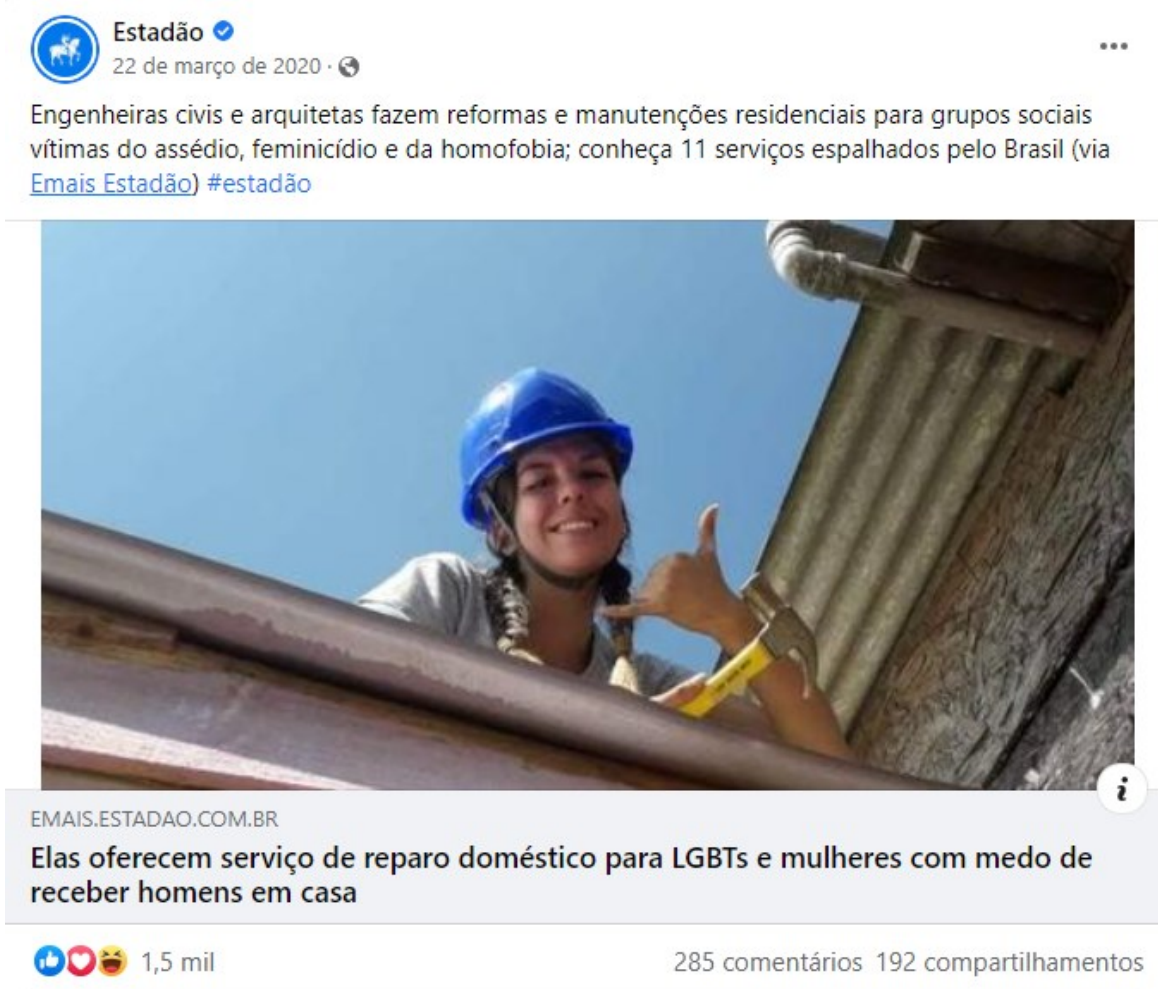 Estadão
22 de março de 2020 ·
Engenheiras civis e arquitetas fazem reformas e manutenções residenciais para grupos sociais
vítimas do assédio, feminicídio e da homofobia; conheça 11 serviços espalhados pelo Brasil (via
Emais Estadão) #estadão
EMAIS.ESTADAO.COM.BR
Elas oferecem serviço de reparo doméstico para LGBTs e mulheres com medo de
receber homens em casa
1,5 mil 285 comentários 192 compartilhamentos